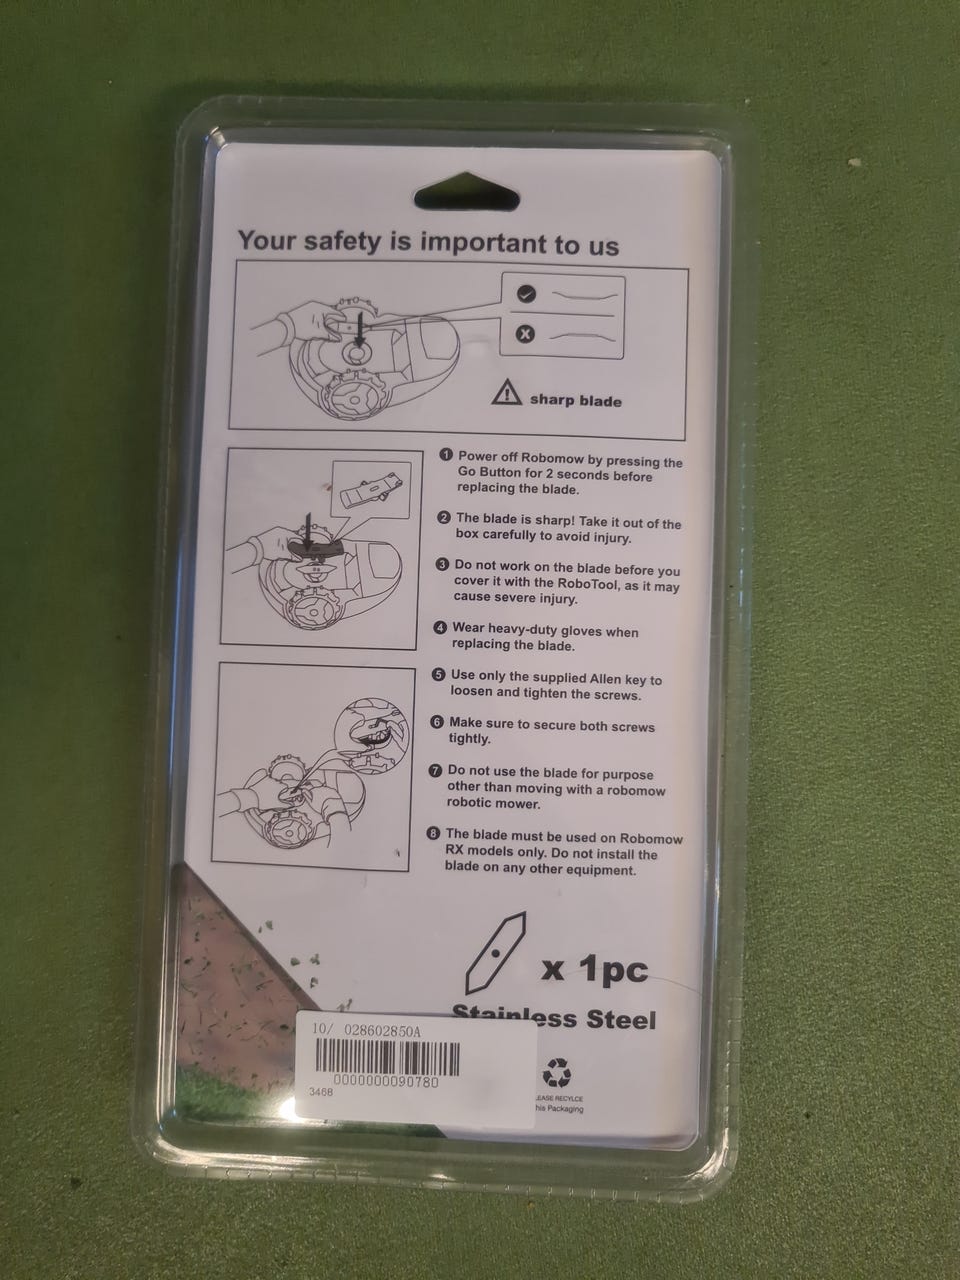 Your safety is important to us
sharp blade
1 Power off Robomow by pressing the
Go Button for 2 seconds before
replacing the blade.
2 The blade is sharp! Take it out of the
box carefully to avoid injury.
3 Do not work on the blade before you
cover it with the RoboTool, as it may
cause severe injury.
4 Wear heavy-duty gloves when
replacing the blade.
5 Use only the supplied Allen key to
loosen and tighten the screws.
6 Make sure to secure both screws
tightly.
7 Do not use the blade for purpose
other than moving with a robomow
robotic mower.
8 The blade must be used on Robomow
RX models only. Do not install the
blade on any other equipment.
x 1pc
Stainless Steel
10/ 028602850A
0000000090780
3468
LEASE RECYLCE
his Packaging